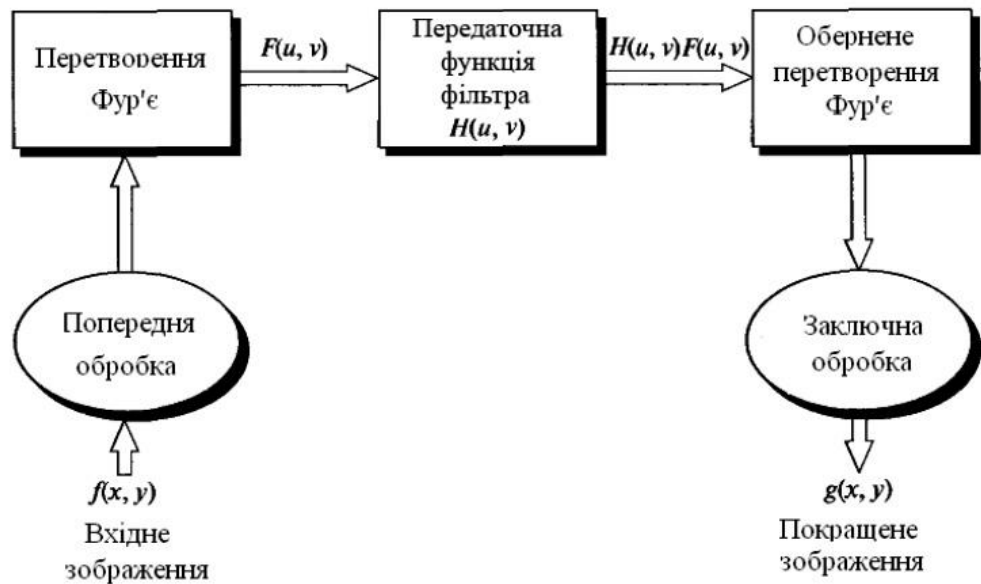 Перетворення
Фур'є
F(u, v)
Передаточна
функція
фільтра
H(u, v)
H(u, v)F(u, v)
Обернене
перетворення
Фур'є
Попередня
обробка
Заключна
обробка
f(x, y)
Вхідне
зображення
g(x, y)
Покращене
зображення